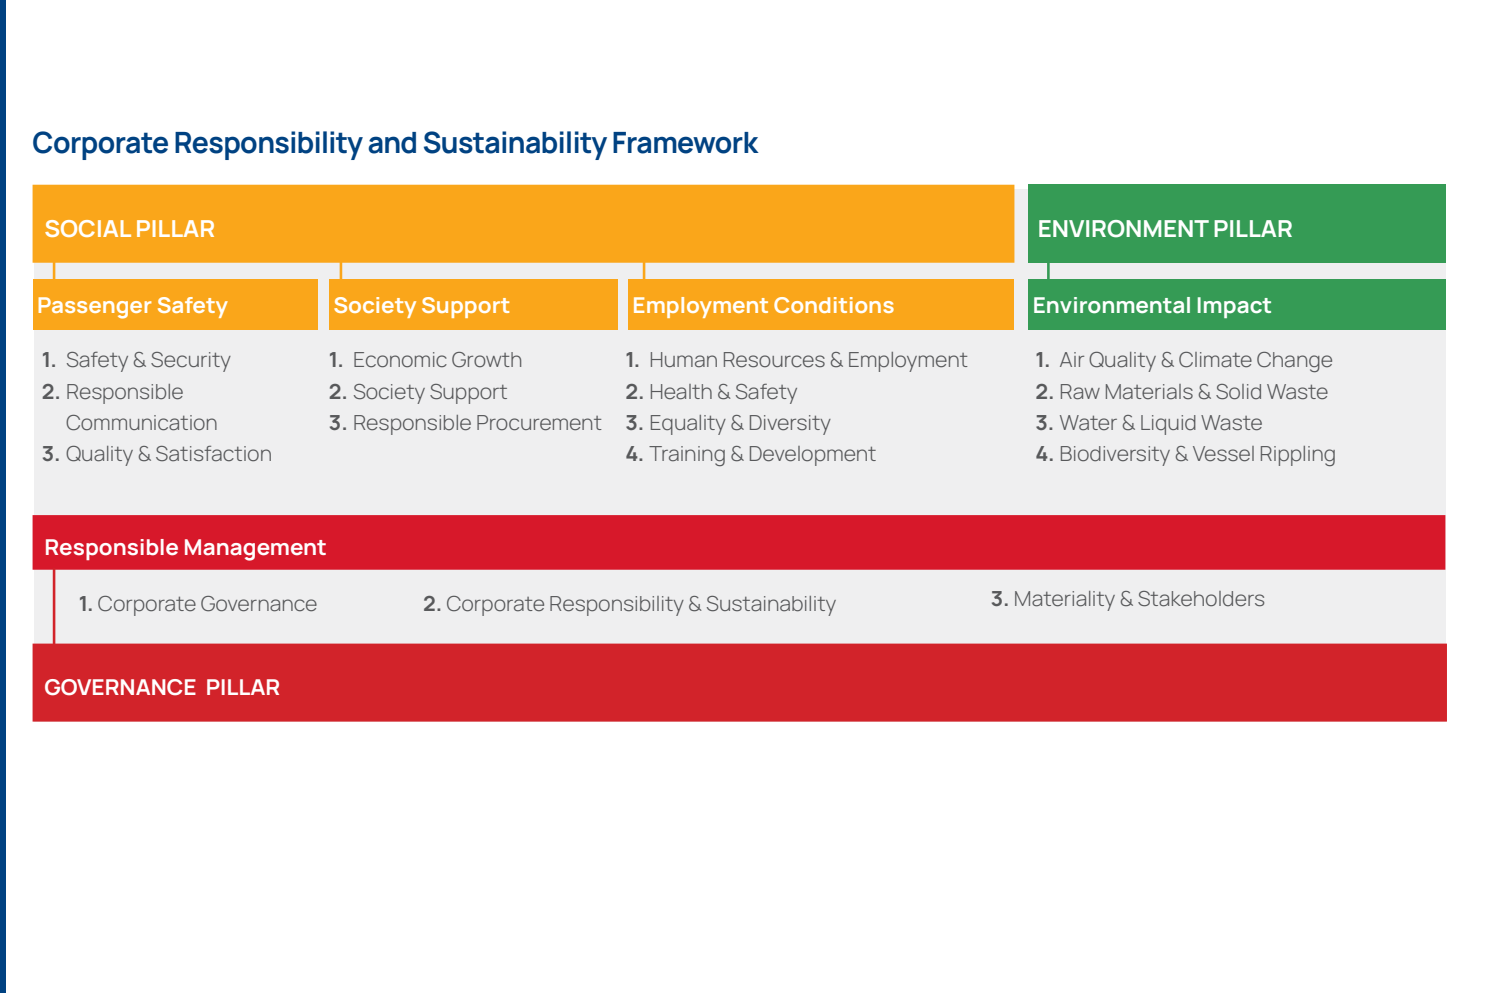 Corporate Responsibility and Sustainability Framework
SOCIAL PILLAR
Passenger Safety
1. Safety & Security
2. Responsible
Communication
3. Quality & Satisfaction
Society Support
1. Economic Growth
2. Society Support
3. Responsible Procurement
Employment Conditions
1. Human Resources & Employment
2. Health & Safety
3. Equality & Diversity
4. Training & Development
ENVIRONMENT PILLAR
Environmental Impact
1. Air Quality & Climate Change
2. Raw Materials & Solid Waste
3. Water & Liquid Waste
4. Biodiversity & Vessel Rippling
Responsible Management
1. Corporate Governance
2. Corporate Responsibility & Sustainability
3. Materiality & Stakeholders
GOVERNANCE PILLAR